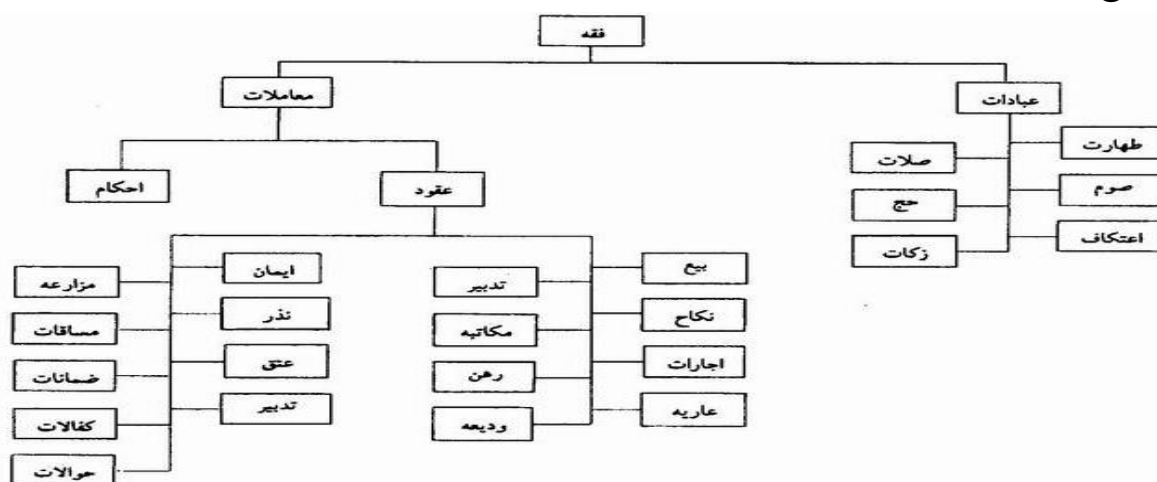 فقه
عبادات
معاملات
طهارت
صلات
صوم
حج
اعتکاف
زکات
عقود
احکام
بیع
تدبیر
نکاح
مکاتبه
اجارات
رهن
عاریه
ودیعه
ایمان
مزارعه
نذر
مساقات
عتق
ضمانات
تدبیر
کفالات
حوالات